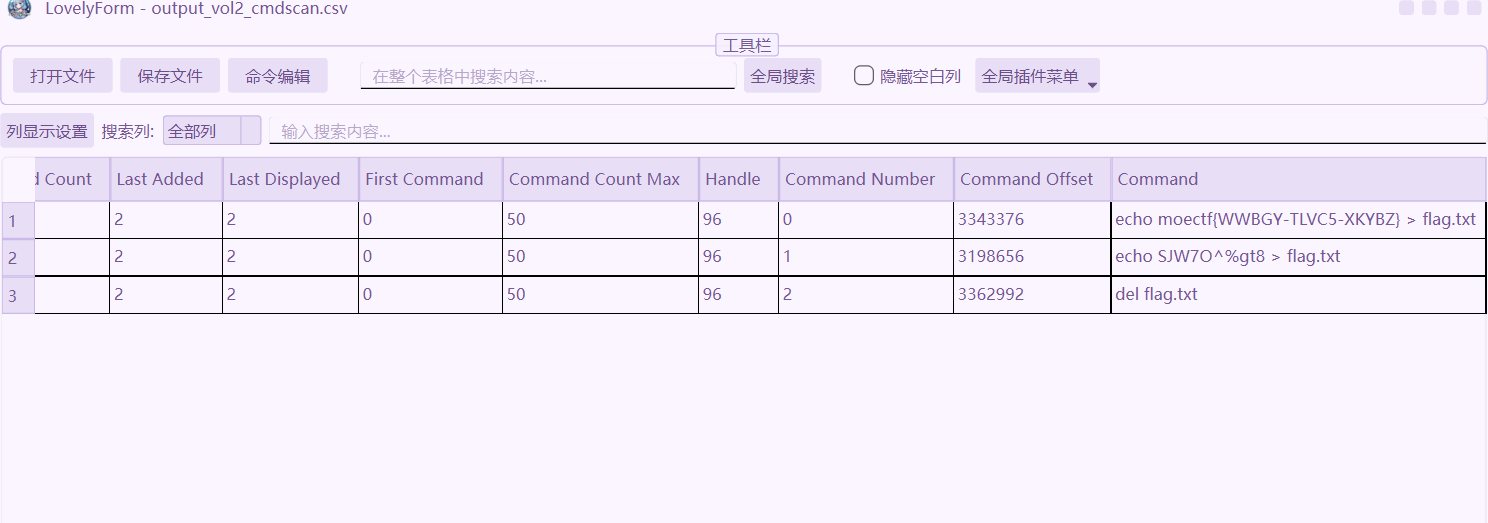 LovelyForm - output_vol2_cmdscan.csv
工具栏
打开文件 保存文件 命令编辑 在整个表格中搜索内容... 全局搜索 隐藏空白列 全局插件菜单
列显示设置 搜索列: 全部列 输入搜索内容...
d Count Last Added Last Displayed First Command Command Count Max Handle Command Number Command Offset Command
1 2 2 0 50 96 0 3343376 echo moectf{WWBGY-TLVC5-XKYBZ} > flag.txt
2 2 2 0 50 96 1 3198656 echo SJW7O^%gt8 > flag.txt
3 2 2 0 50 96 2 3362992 del flag.txt